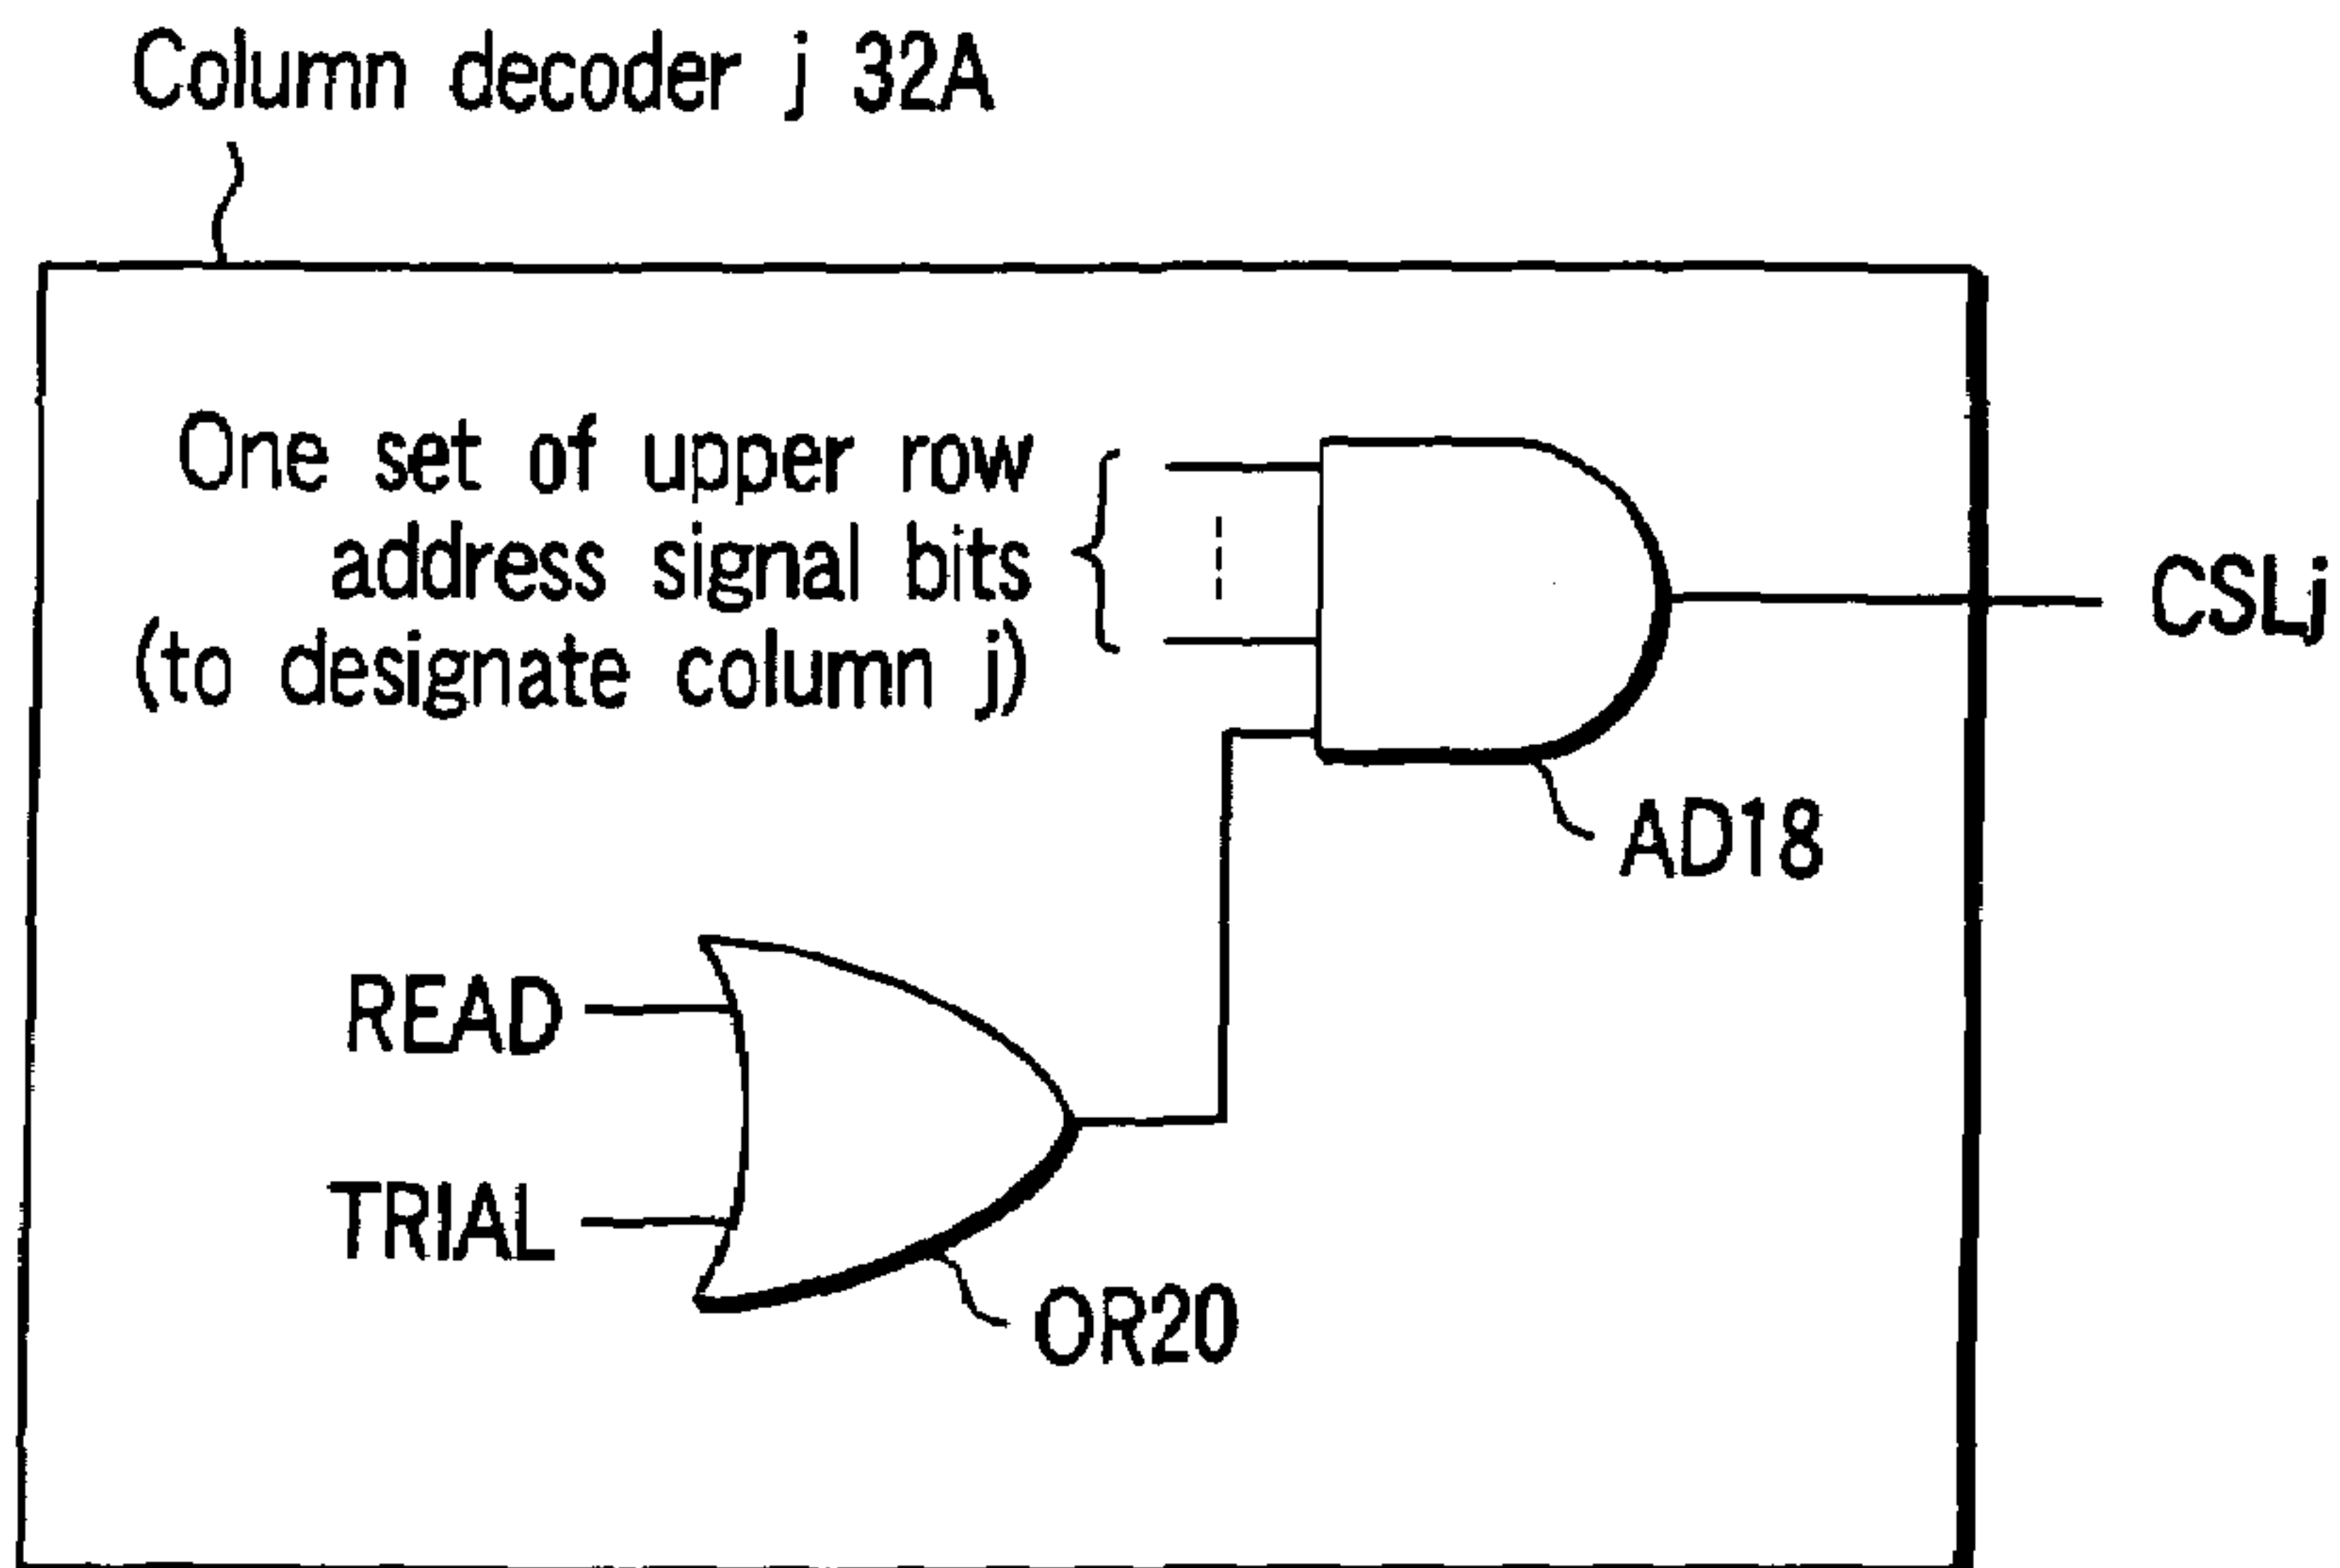 Column decoder j 32A
One set of upper row
address signal bits
(to designate column j)
CSLj
AD18
READ
TRIAL
OR20